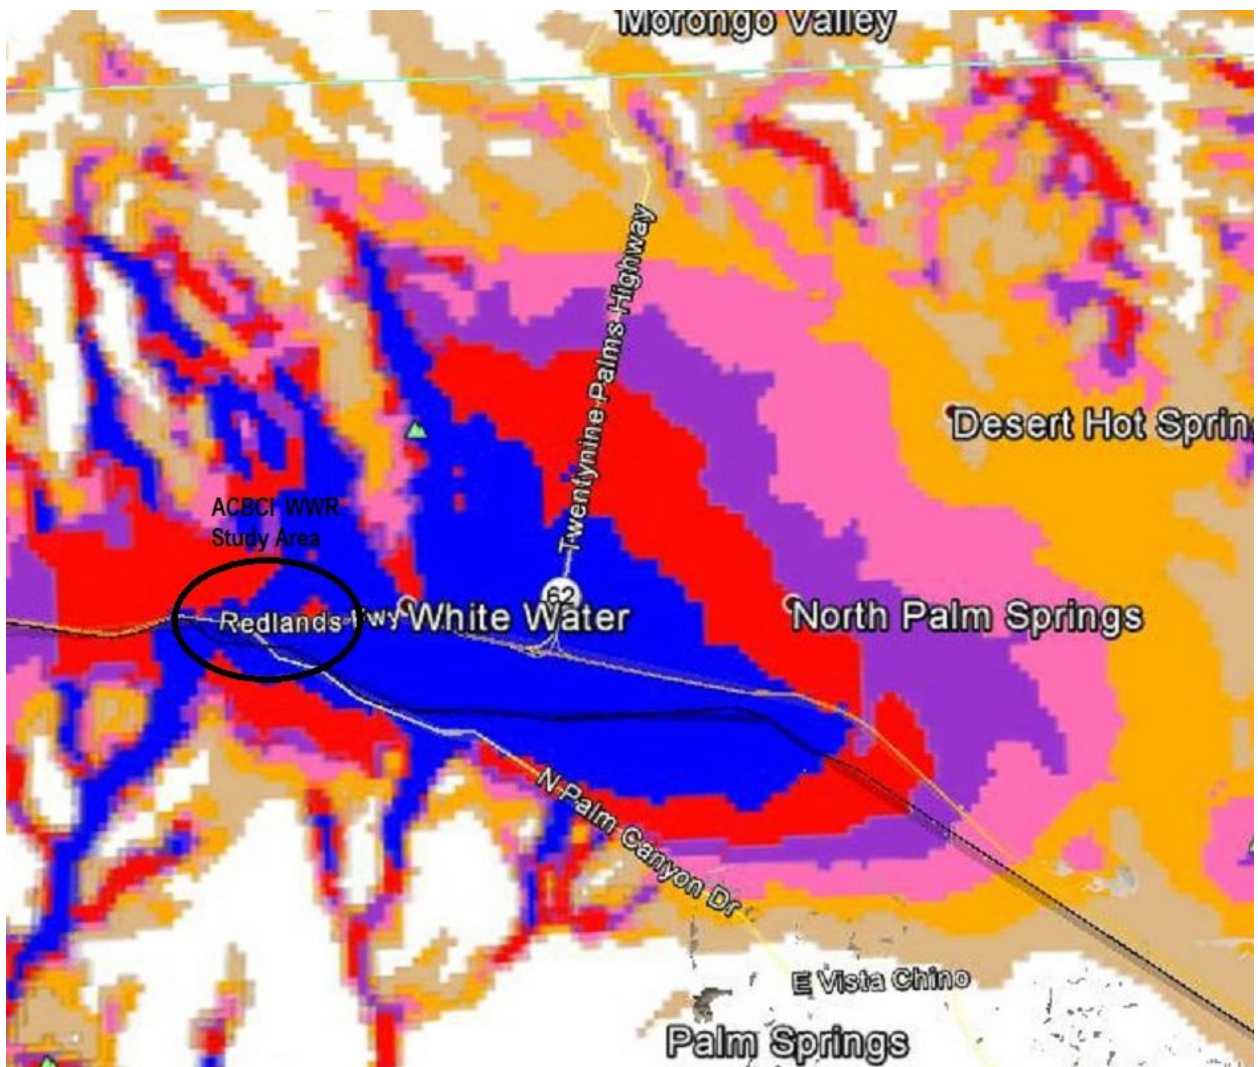 Morongo Valley
Twentynine Palms Highway
Desert Hot Spring
ACBCI WWR
Study Area
62
Redlands Fwy
White Water
North Palm Springs
N Palm Canyon Dr
E Vista Chino
Palm Springs